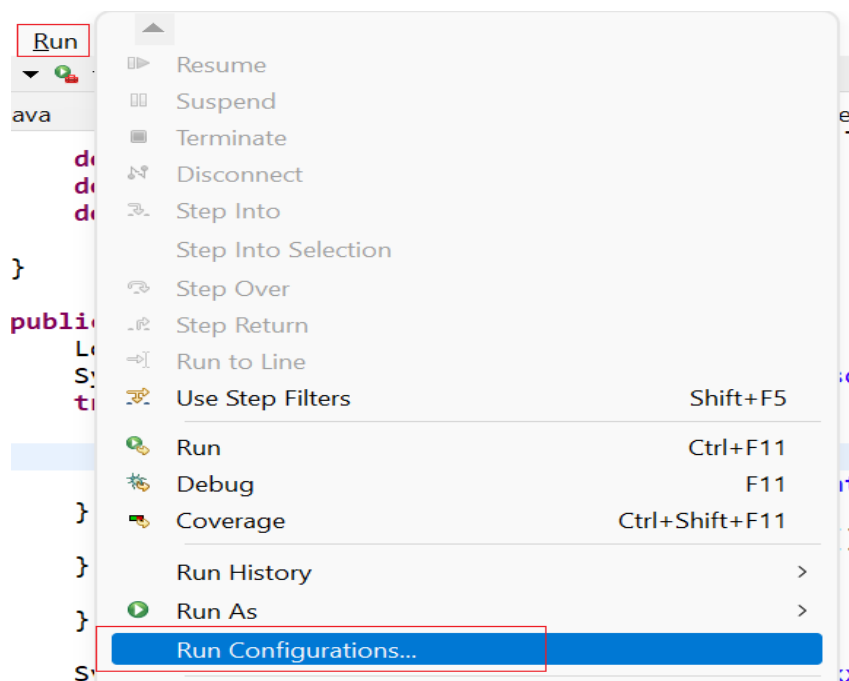 Run
Resume
ava
Suspend
Terminate
Disconnect
Step Into
Step Into Selection
}
Step Over
Step Return
Run to Line
Use Step Filters Shift+F5
Run Ctrl+F11
Debug F11
}
Coverage Ctrl+Shift+F11
}
Run History >
Run As >
}
Run Configurations...